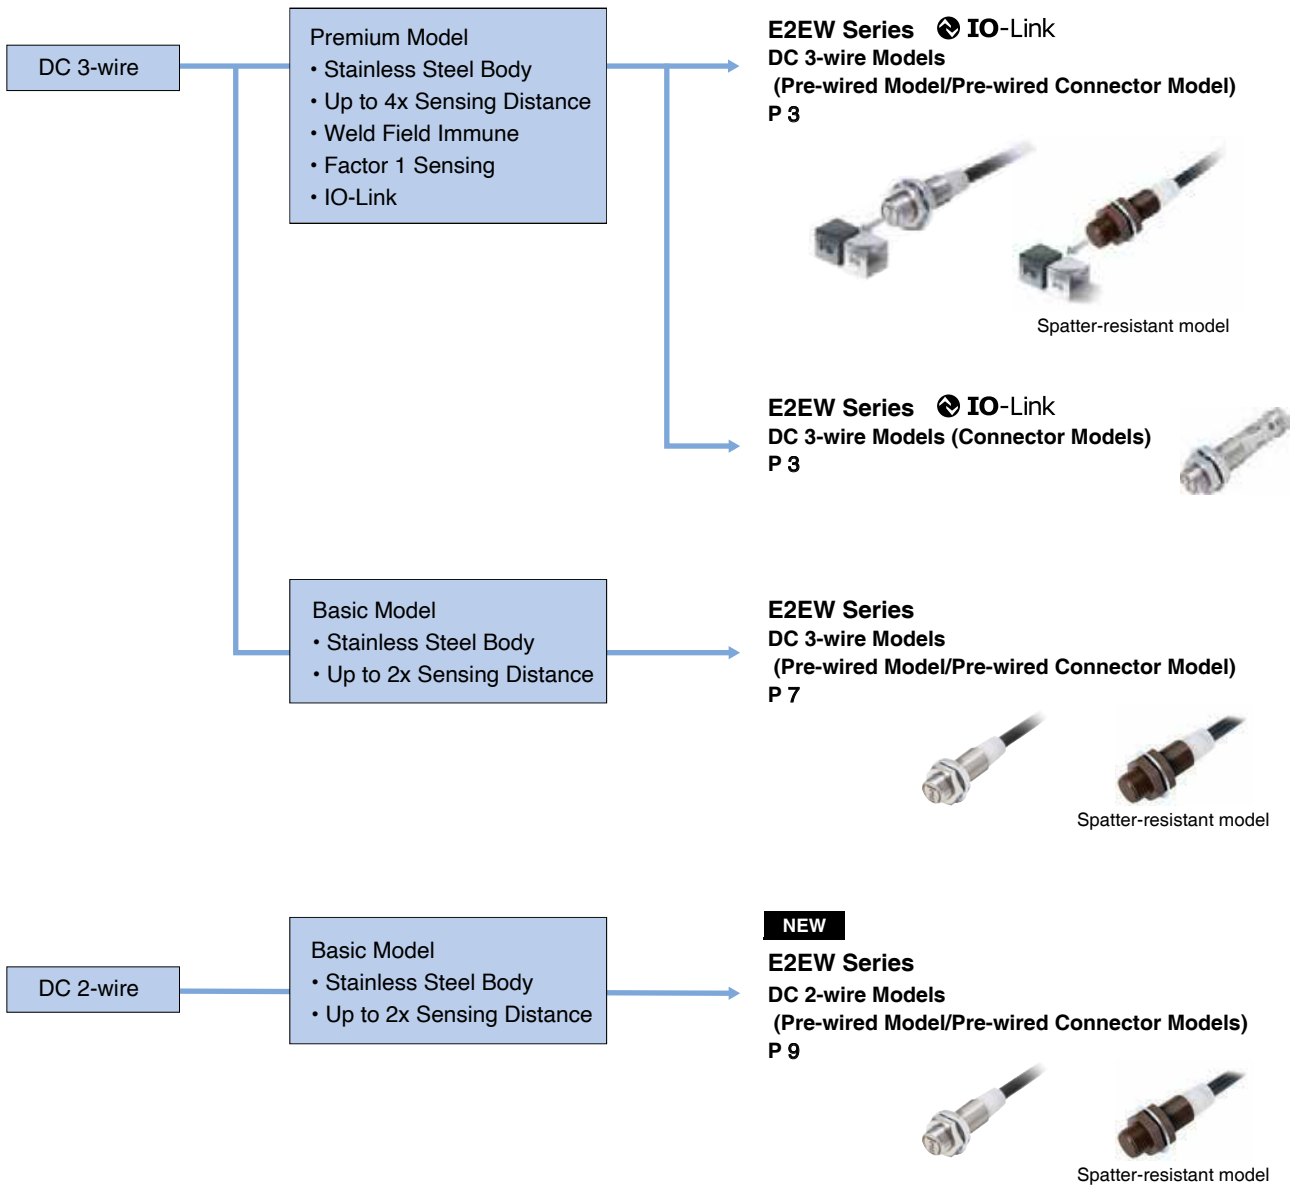 DC 3-wire
Premium Model
• Stainless Steel Body
• Up to 4x Sensing Distance
• Weld Field Immune
• Factor 1 Sensing
• IO-Link
E2EW Series IO-Link
DC 3-wire Models
(Pre-wired Model/Pre-wired Connector Model)
P 3
Spatter-resistant model
E2EW Series IO-Link
DC 3-wire Models (Connector Models)
P 3
Basic Model
• Stainless Steel Body
• Up to 2x Sensing Distance
E2EW Series
DC 3-wire Models
(Pre-wired Model/Pre-wired Connector Model)
P 7
Spatter-resistant model
DC 2-wire
Basic Model
• Stainless Steel Body
• Up to 2x Sensing Distance
NEW
E2EW Series
DC 2-wire Models
(Pre-wired Model/Pre-wired Connector Models)
P 9
Spatter-resistant model